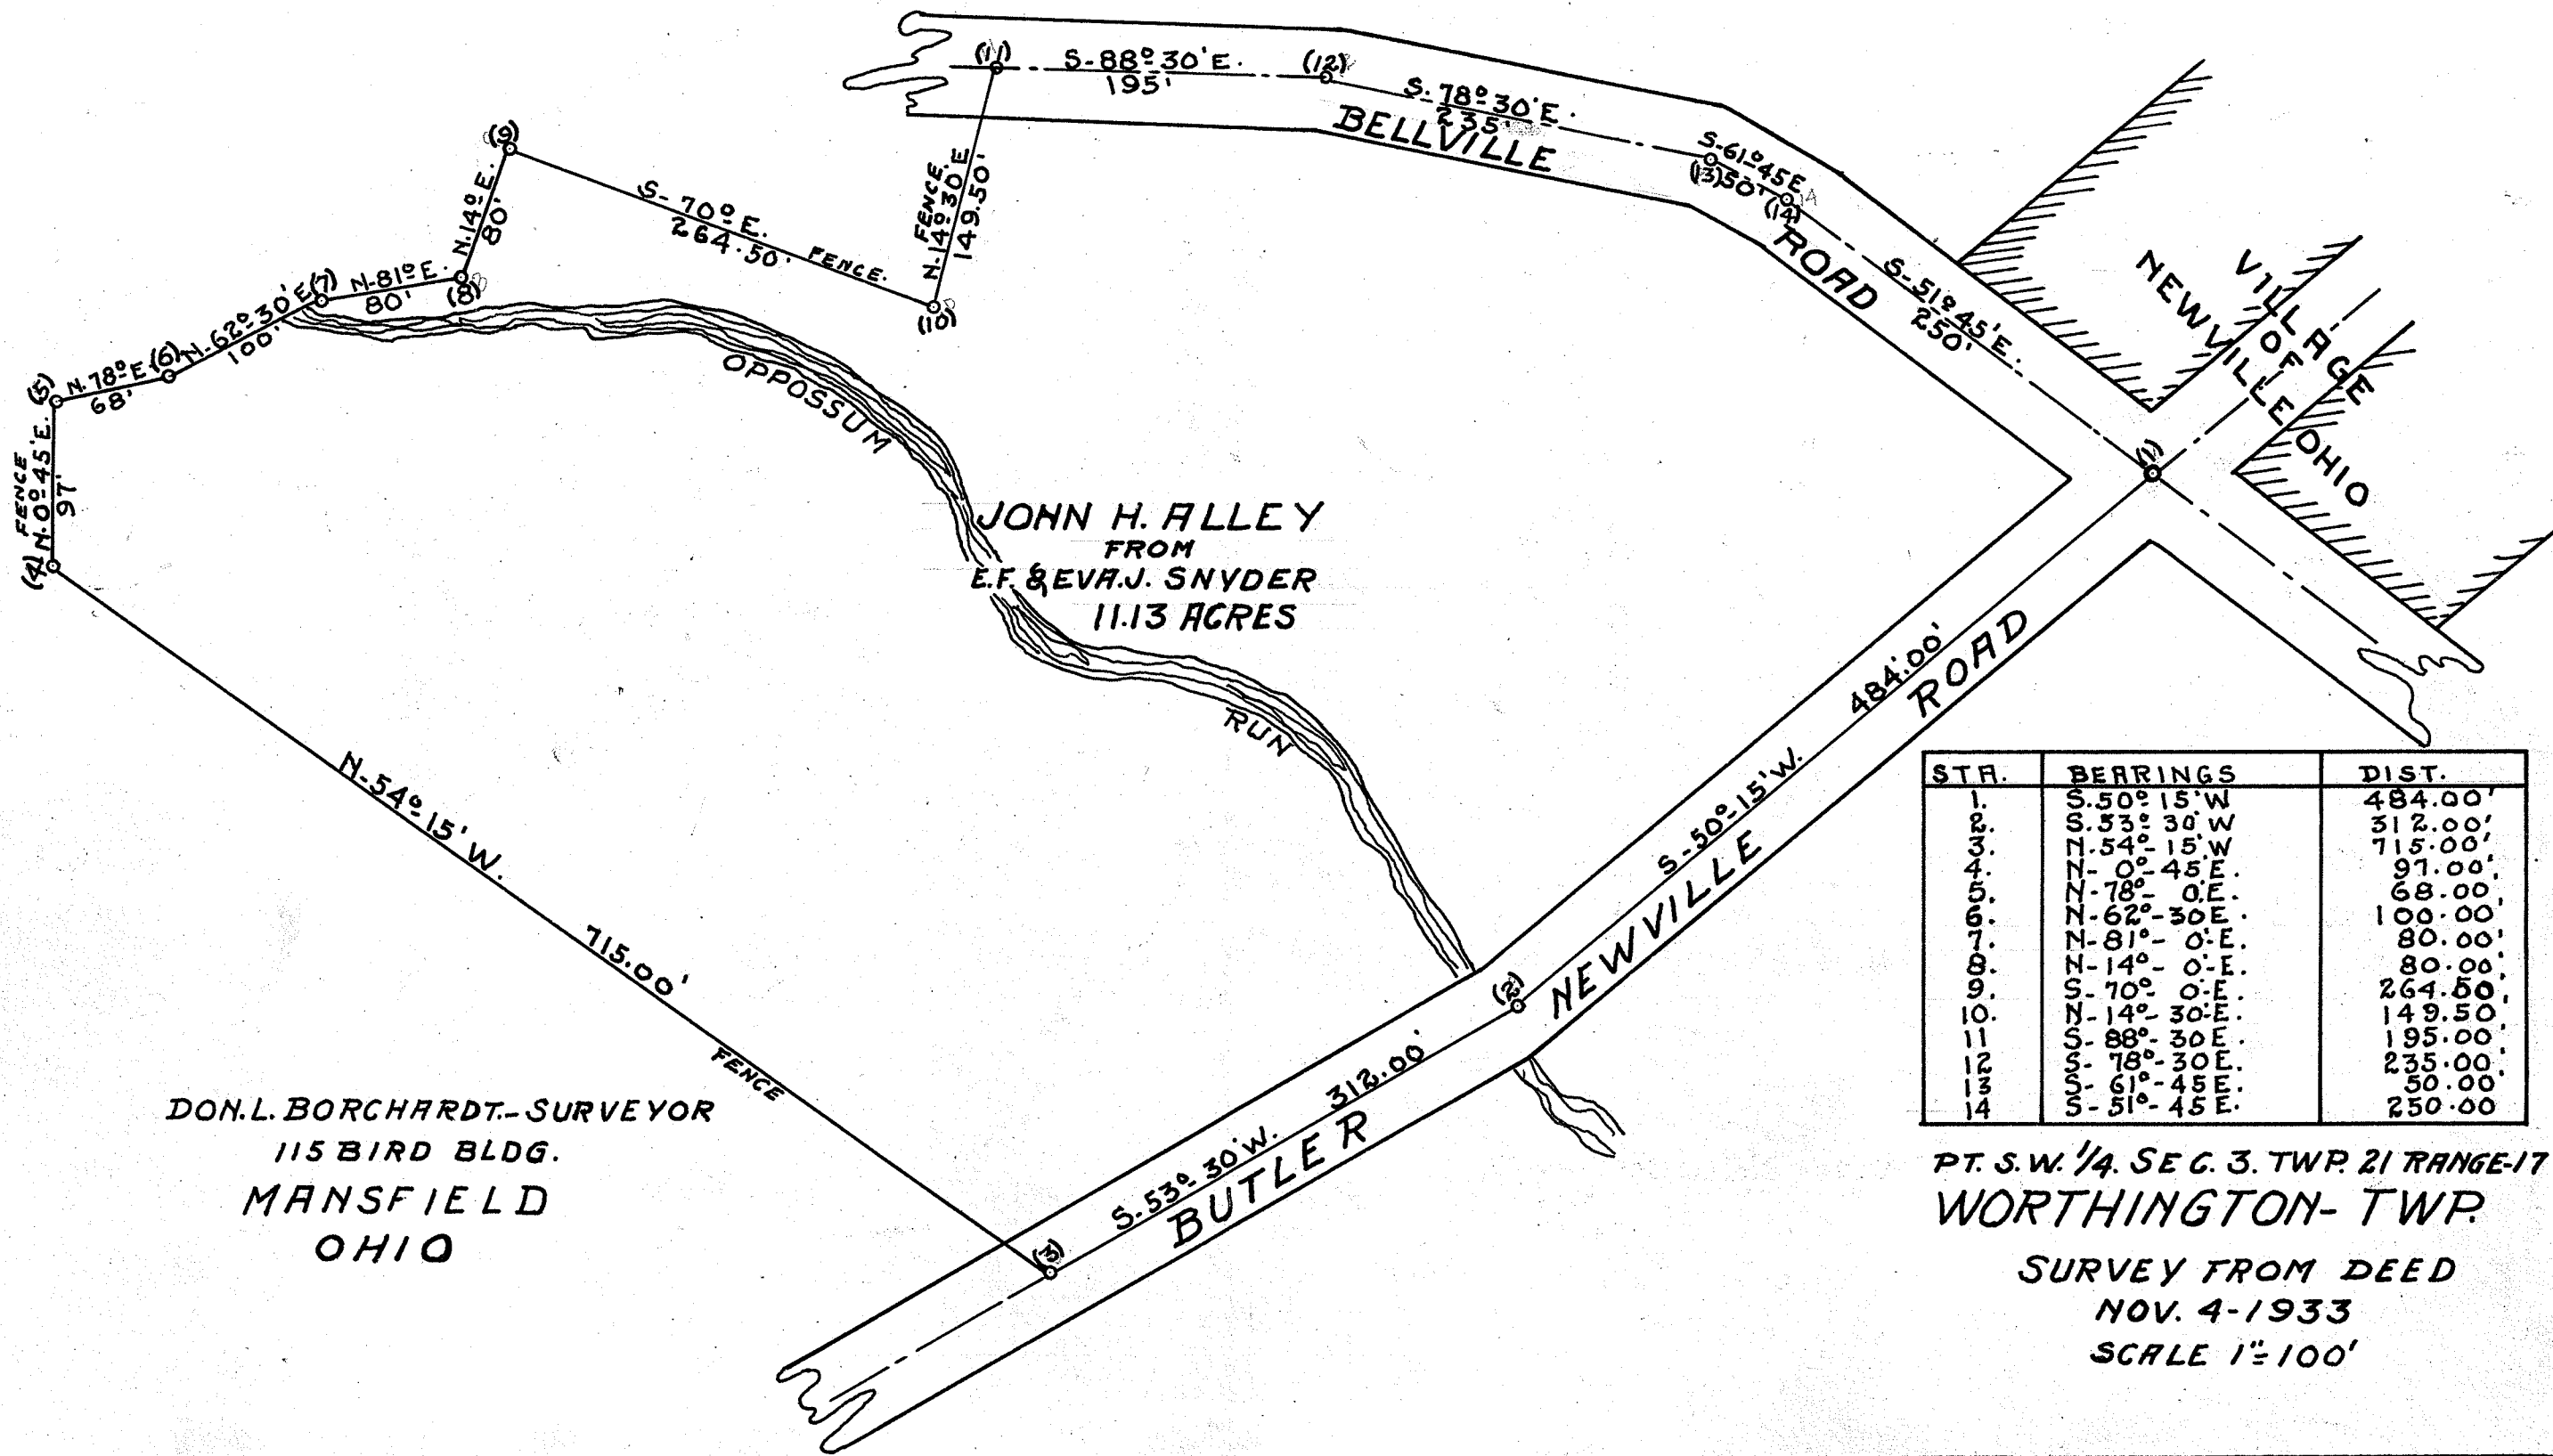 (11) S-88°30'E. (12)
195'
S-78°30'E.
235'
BELLVILLE
ROAD
S-61°45E
(13) 50' (14)
S-51°45'E.
250'
(9)
N.14°E.
80'
S-70°E.
264.50'
FENCE.
FENCE.
N-14°30'E
149.50'
(10)
(7) N-81°E.
80'
(8)
N-62°30'E
100'
(5) N.78°E (6)
68'
FENCE
N-0°45'E.
97'
(4)
OPPOSSUM
RUN
VILLAGE
OF
NEWVILLE OHIO
(1)
JOHN H. ALLEY
FROM
E.F. & EVA.J. SNYDER
11.13 ACRES
484.00'
S-50°-15'W.
NEWVILLE ROAD
(2)
312.00'
S-53°30'W.
BUTLER
(3)
N-54°-15'W.
715.00'
FENCE
DON.L. BORCHARDT.-SURVEYOR
115 BIRD BLDG.
MANSFIELD
OHIO
STA. BEARINGS DIST.
1. S.50° 15'W 484.00'
2. S.53° 30'W 312.00'
3. N-54°-15'W 715.00'
4. N-0°-45'E. 97.00'
5. N-78°-0'E. 68.00'
6. N-62°-30E. 100.00'
7. N-81°-0'E. 80.00'
8. N-14°-0'-E. 80.00'
9. S-70°-0'E. 264.50'
10. N-14°-30'E. 149.50'
11 S-88°-30E. 195.00'
12 S-78°-30E. 235.00'
13 S-61°-45E. 50.00'
14 S-51°-45E. 250.00
PT. S.W. 1/4. SEC. 3. TWP. 21 RANGE-17
WORTHINGTON-TWP.
SURVEY FROM DEED
NOV. 4-1933
SCALE 1"=100'